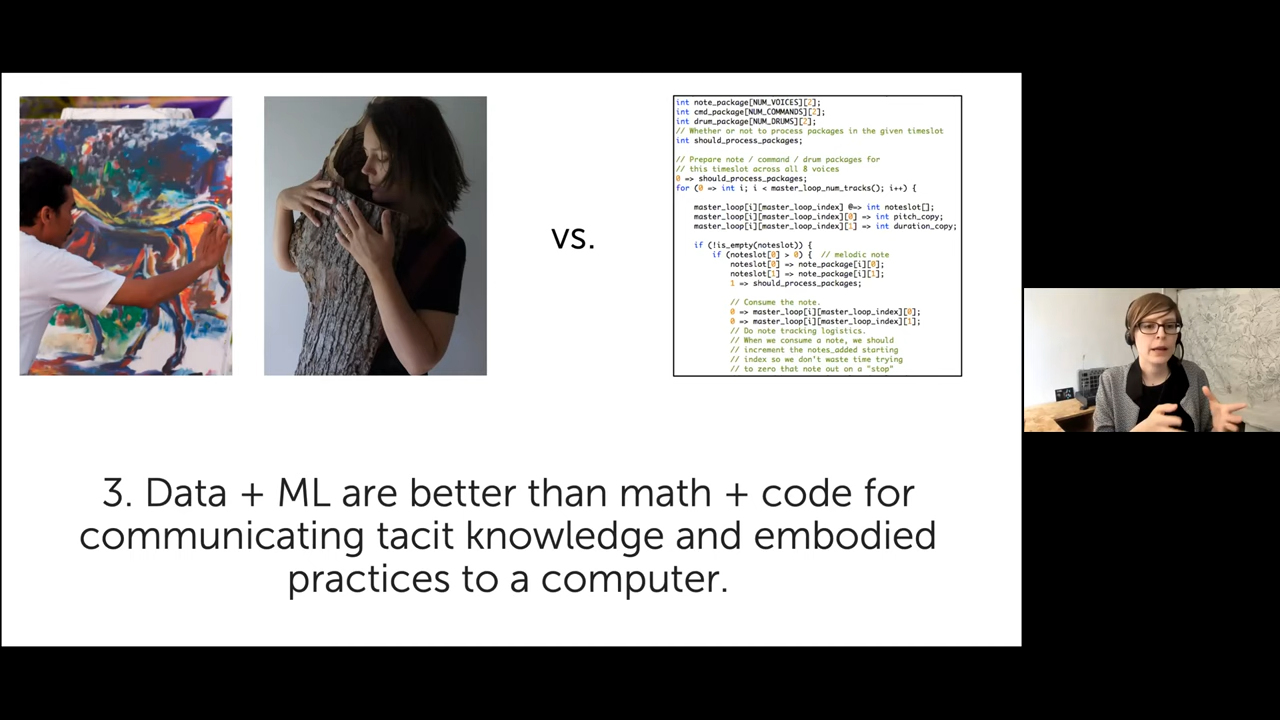 vs.
int note_package[NUM_VOICES][2];
int cmd_package[NUM_COMMANDS][2];
int drum_package[NUM_DRUMS][2];
// Whether or not to process packages in the given timeslot
int should_process_packages;
// Prepare note / command / drum packages for
// this timeslot across all 8 voices
0 => should_process_packages;
for (0 => int i; i < master_loop_num_tracks(); i++) {
master_loop[i][master_loop_index] @=> int noteslot[];
master_loop[i][master_loop_index][0] => int pitch_copy;
master_loop[i][master_loop_index][1] => int duration_copy;
if (!is_empty(noteslot)) {
if (noteslot[0] > 0) { // melodic note
noteslot[0] => note_package[i][0];
noteslot[1] => note_package[i][1];
1 => should_process_packages;
// Consume the note.
0 => master_loop[i][master_loop_index][0];
0 => master_loop[i][master_loop_index][1];
// Do note tracking logistics.
// When we consume a note, we should
// increment the notes_added starting
// index so we don't waste time trying
// to zero that note out on a "stop"
3. Data + ML are better than math + code for
communicating tacit knowledge and embodied
practices to a computer.